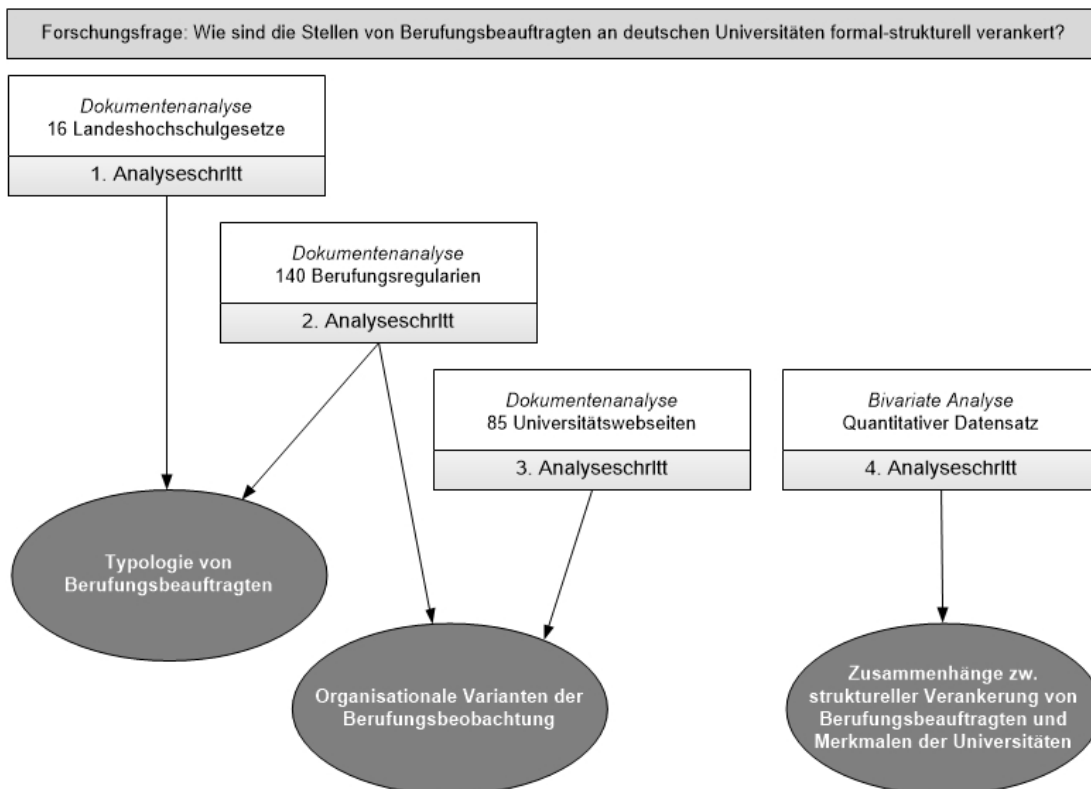 Forschungsfrage: Wie sind die Stellen von Berufungsbeauftragten an deutschen Universitäten formal-strukturell verankert?
Dokumentenanalyse
16 Landeshochschulgesetze
1. Analyseschritt
Dokumentenanalyse
140 Berufungsregularien
2. Analyseschritt
Dokumentenanalyse
85 Universitätswebseiten
3. Analyseschritt
Bivariate Analyse
Quantitativer Datensatz
4. Analyseschritt
Typologie von
Berufungsbeauftragten
Organisationale Varianten der
Berufungsbeobachtung
Zusammenhänge zw.
struktureller Verankerung von
Berufungsbeauftragten und
Merkmalen der Universitäten